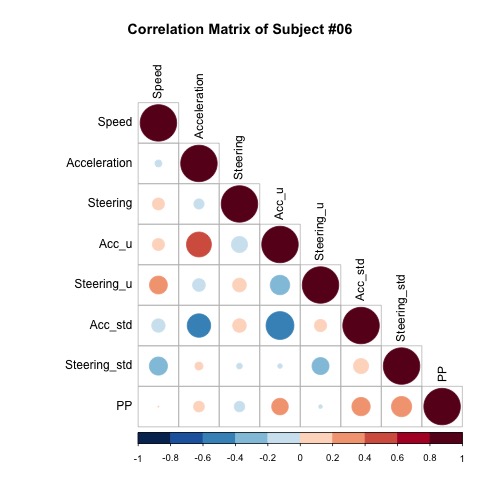 Correlation Matrix of Subject #06
Speed
Acceleration
Steering
Acc_u
Steering_u
Acc_std
Steering_std
PP
Speed
Acceleration
Steering
Acc_u
Steering_u
Acc_std
Steering_std
PP
-1 -0.8 -0.6 -0.4 -0.2 0 0.2 0.4 0.6 0.8 1